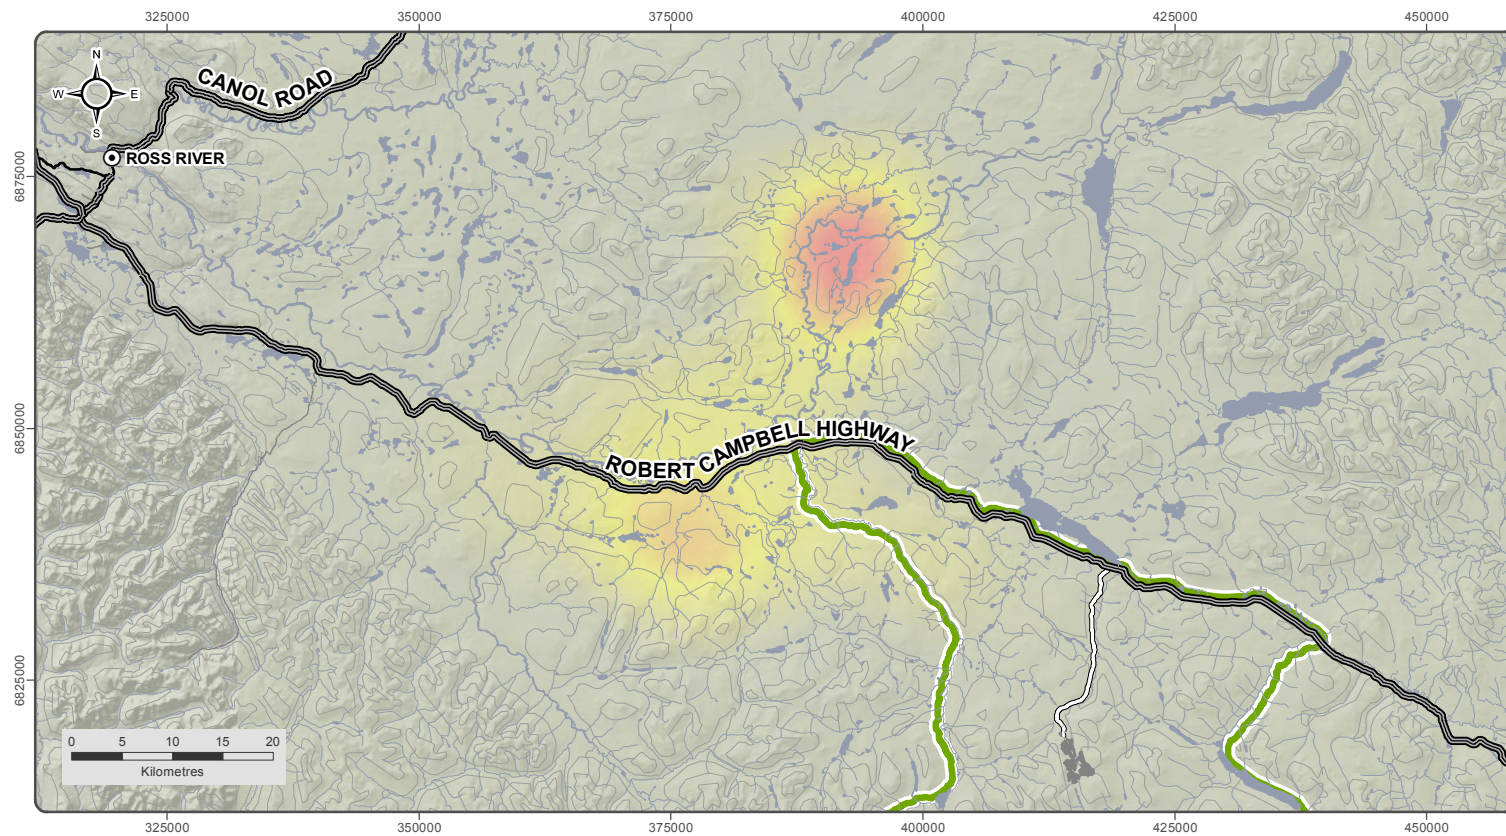 325000 350000 375000 400000 425000 450000
N
W E
S
CANOL ROAD
ROSS RIVER
6875000
6850000
6825000
ROBERT CAMPBELL HIGHWAY
0 5 10 15 20
Kilometres
325000 350000 375000 400000 425000 450000